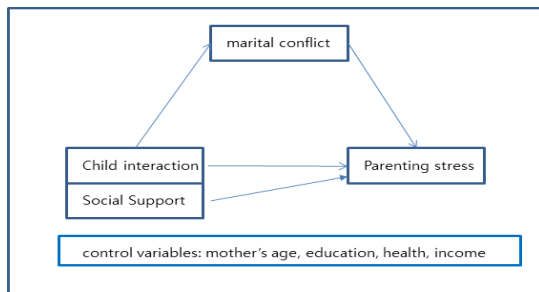 marital conflict
Child interaction
Parenting stress
Social Support
control variables: mother's age, education, health, income